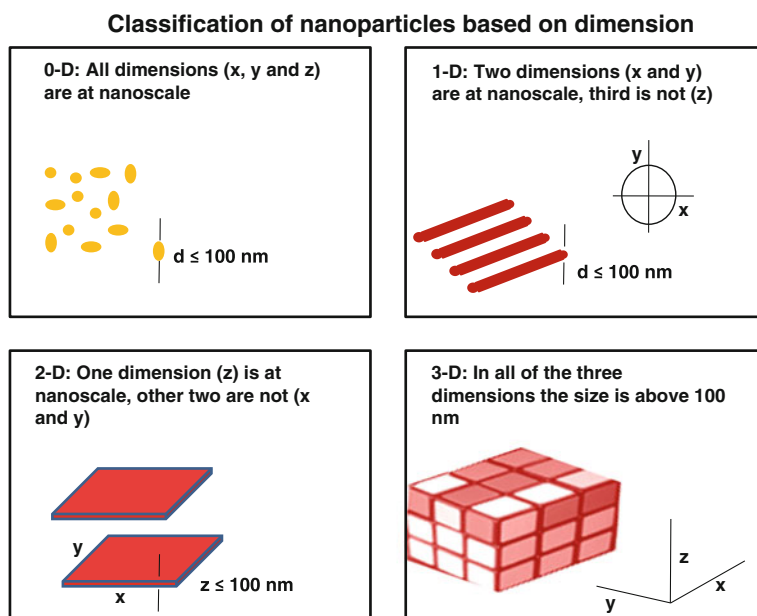 Classification of nanoparticles based on dimension
0-D: All dimensions (x, y and z)
are at nanoscale
d ≤ 100 nm
1-D: Two dimensions (x and y)
are at nanoscale, third is not (z)
y
x
d ≤ 100 nm
2-D: One dimension (z) is at
nanoscale, other two are not (x
and y)
y
x
z ≤ 100 nm
3-D: In all of the three
dimensions the size is above 100
nm
z
x
y